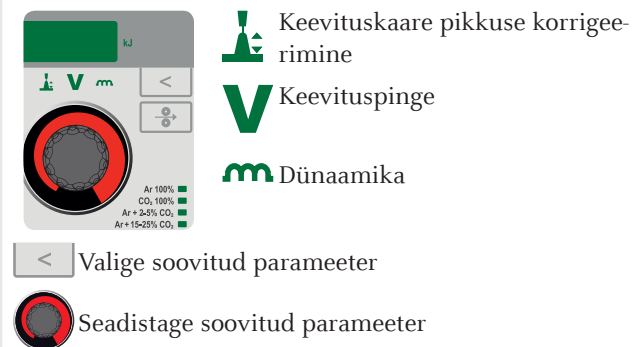 kJ
V
<
Ar 100%
CO₂ 100%
Ar + 2-5% CO₂
Ar + 15-25% CO₂
Keevituskaare pikkuse korrigee-
rimine
V Keevituspinge
Dünaamika
< Valige soovitud parameeter
Seadistage soovitud parameeter